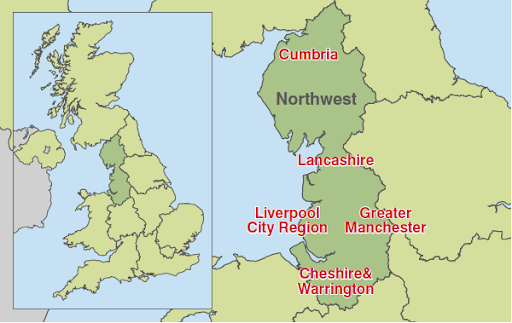 Cumbria
Northwest
Lancashire
Liverpool
City Region
Greater
Manchester
Cheshire&
Warrington